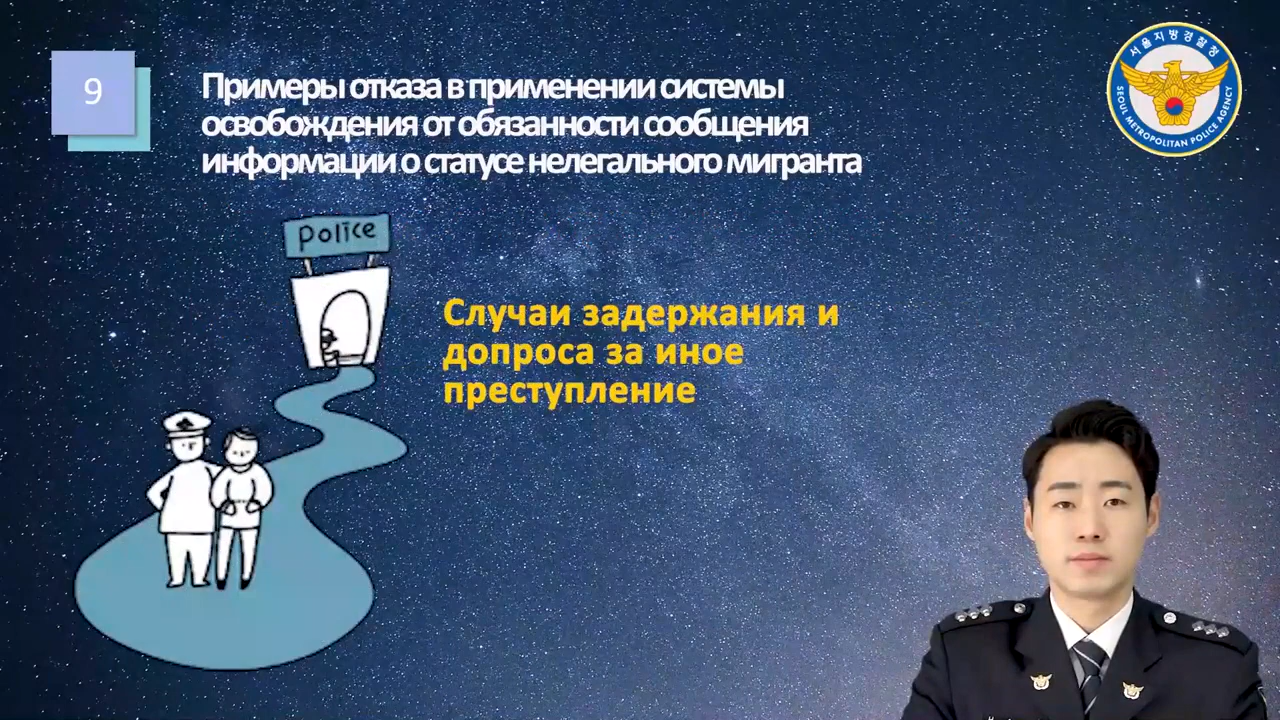 9
Примеры отказа в применении системы
освобождения от обязанности сообщения
информации о статусе нелегального мигранта
서울지방경찰청
SEOUL METROPOLITAN POLICE AGENCY
police
Случаи задержания и
допроса за иное
преступление